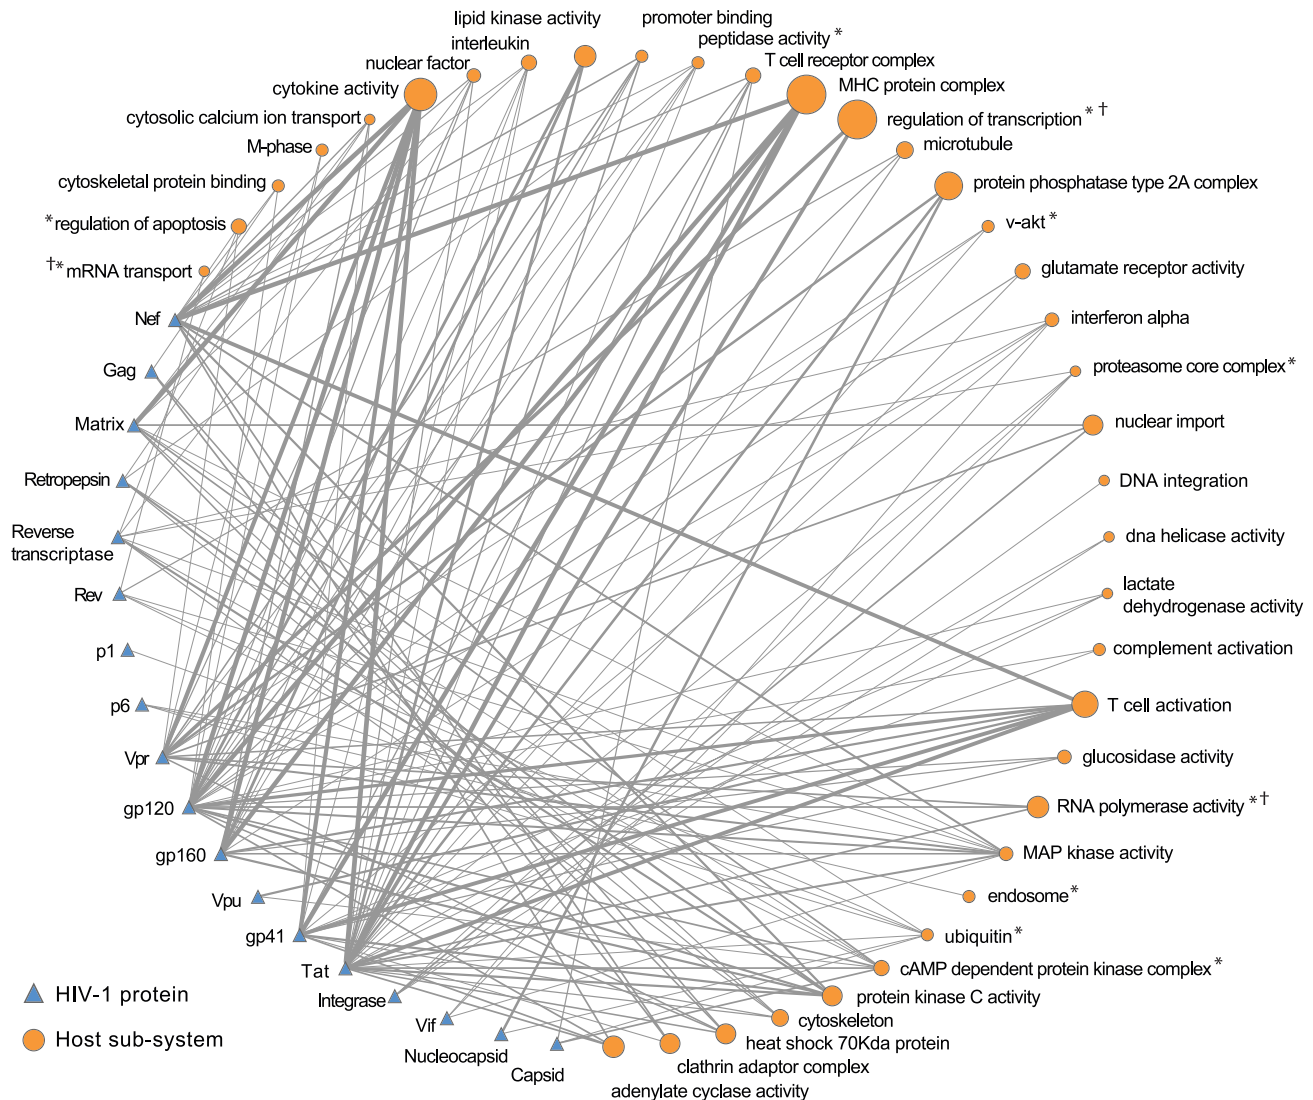 lipid kinase activity
promoter binding
interleukin
peptidase activity *
nuclear factor
T cell receptor complex
cytokine activity
MHC protein complex
cytosolic calcium ion transport
regulation of transcription * †
M-phase
microtubule
cytoskeletal protein binding
protein phosphatase type 2A complex
*regulation of apoptosis
v-akt *
†* mRNA transport
glutamate receptor activity
Nef
interferon alpha
Gag
proteasome core complex *
Matrix
nuclear import
Retropepsin
DNA integration
Reverse
transcriptase
dna helicase activity
Rev
lactate
dehydrogenase activity
p1
complement activation
p6
T cell activation
Vpr
glucosidase activity
gp120
RNA polymerase activity * †
gp160
MAP kinase activity
Vpu
endosome *
gp41
ubiquitin *
Tat
cAMP dependent protein kinase complex *
Integrase
protein kinase C activity
Vif
cytoskeleton
Nucleocapsid
heat shock 70Kda protein
Capsid
clathrin adaptor complex
adenylate cyclase activity
HIV-1 protein
Host sub-system